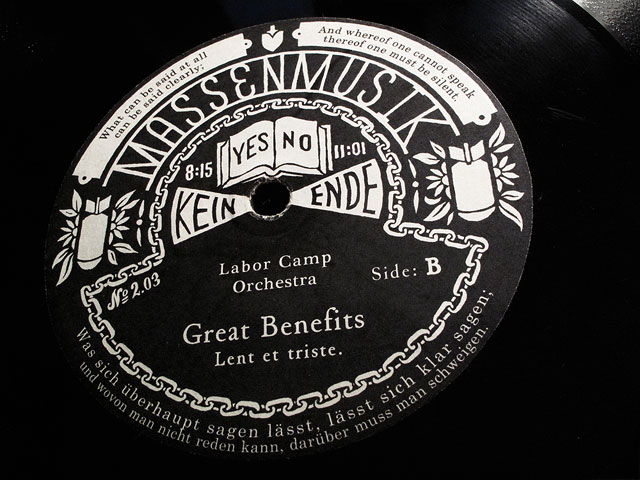 What can be said at all
can be said clearly;
And whereof one cannot speak
thereof one must be silent.
MASSENMUSIK
YES NO
8:15 11:01
KEIN ENDE
Labor Camp
Orchestra
Side: B
№ 2.03
Great Benefits
Lent et triste.
Was sich überhaupt sagen lässt, lässt sich klar sagen;
und wovon man nicht reden kann, darüber muss man schweigen.